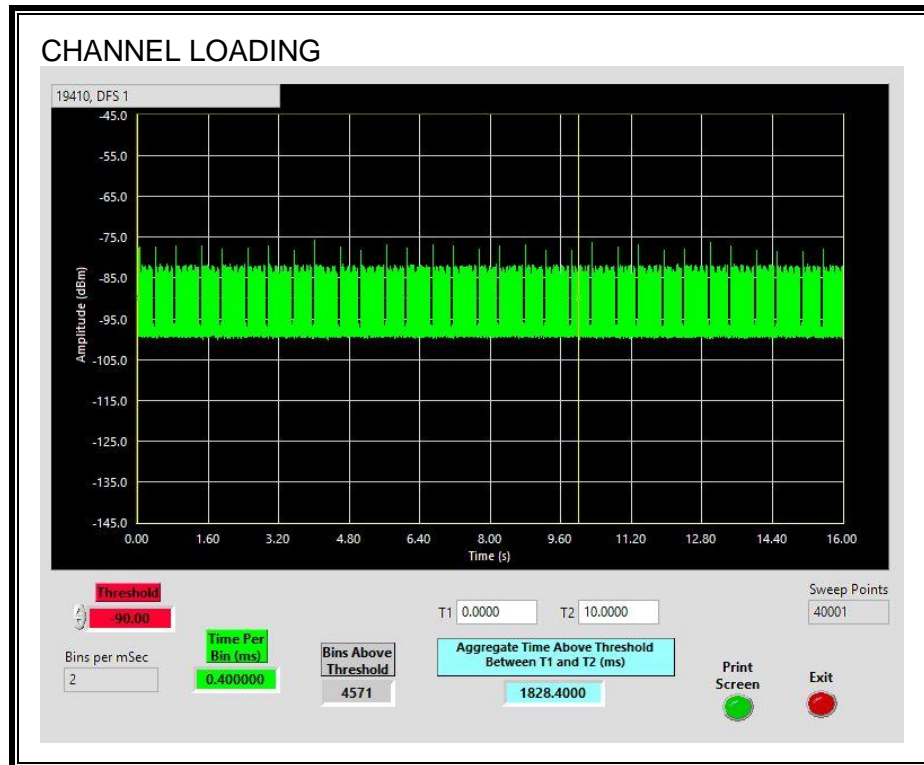 CHANNEL LOADING
19410, DFS 1
-45.0
-55.0
-65.0
-75.0
-85.0
-95.0
-105.0
-115.0
-125.0
-135.0
-145.0
Amplitude (dBm)
0.00 1.60 3.20 4.80 6.40 8.00 9.60 11.20 12.80 14.40 16.00
Time (s)
Threshold
-90.00
Bins per mSec
2
Time Per
Bin (ms)
0.400000
Bins Above
Threshold
4571
T1 0.0000 T2 10.0000
Aggregate Time Above Threshold
Between T1 and T2 (ms)
1828.4000
Sweep Points
40001
Print
Screen
Exit